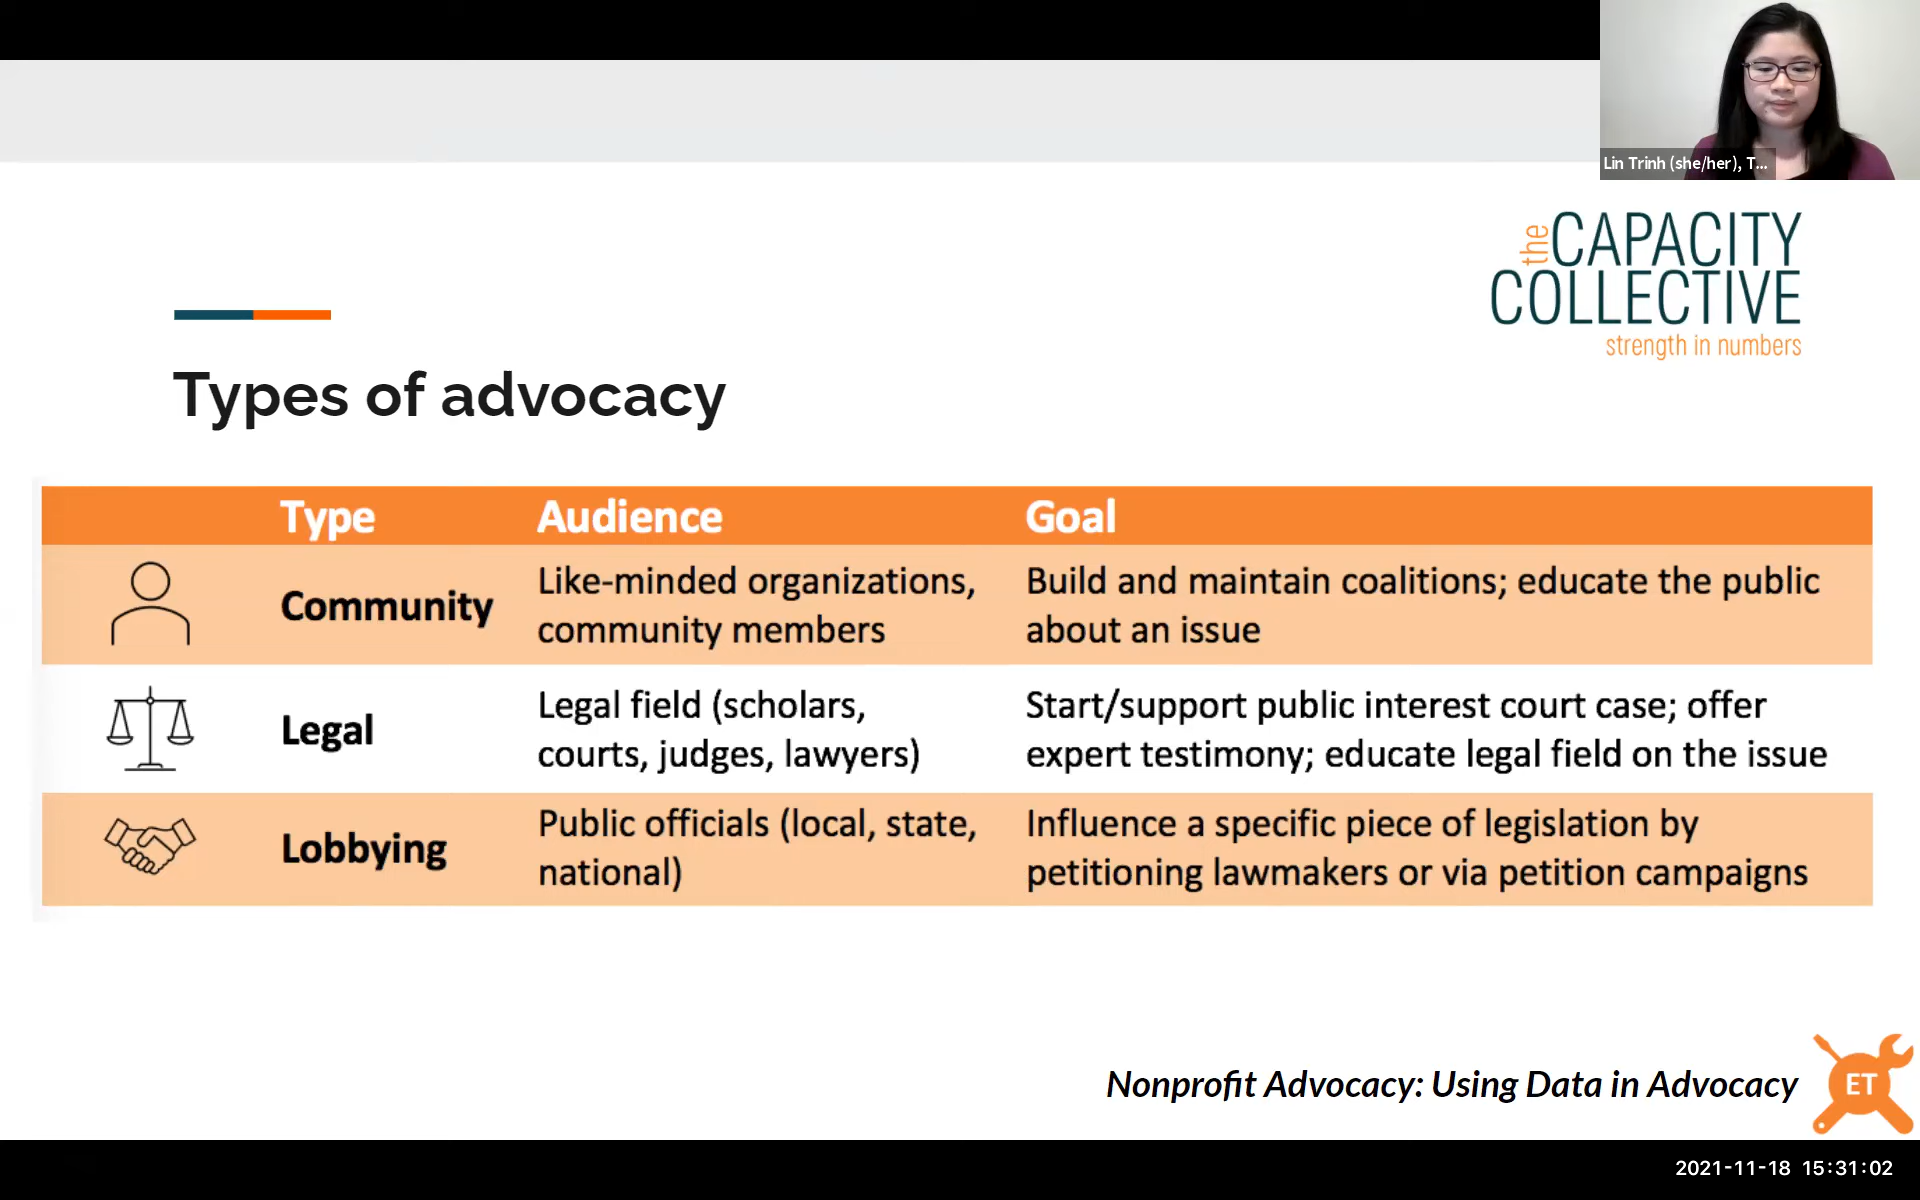 Lin Trinh (she/her), T...
the CAPACITY
COLLECTIVE
strength in numbers
Types of advocacy
Type Audience Goal
Community
Like-minded organizations,
community members
Build and maintain coalitions; educate the public
about an issue
Legal
Legal field (scholars,
courts, judges, lawyers)
Start/support public interest court case; offer
expert testimony; educate legal field on the issue
Lobbying
Public officials (local, state,
national)
Influence a specific piece of legislation by
petitioning lawmakers or via petition campaigns
Nonprofit Advocacy: Using Data in Advocacy
ET
2021-11-18 15:31:02